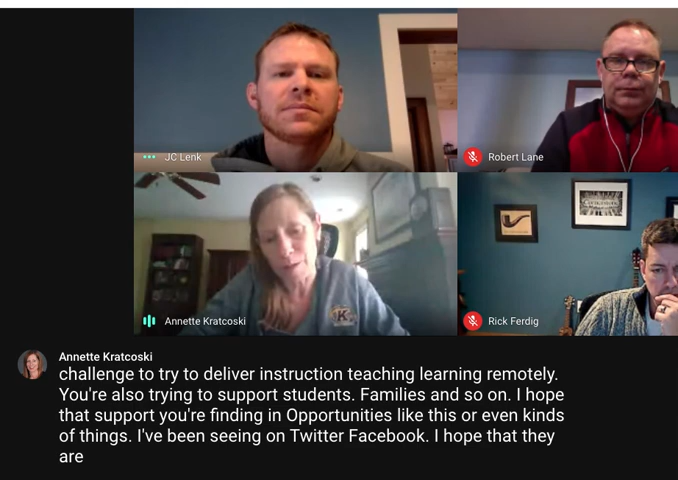 JC Lenk
Robert Lane
K
Annette Kratcoski
Rick Ferdig
Annette Kratcoski
challenge to try to deliver instruction teaching learning remotely.
You're also trying to support students. Families and so on. I hope
that support you're finding in Opportunities like this or even kinds
of things. I've been seeing on Twitter Facebook. I hope that they
are